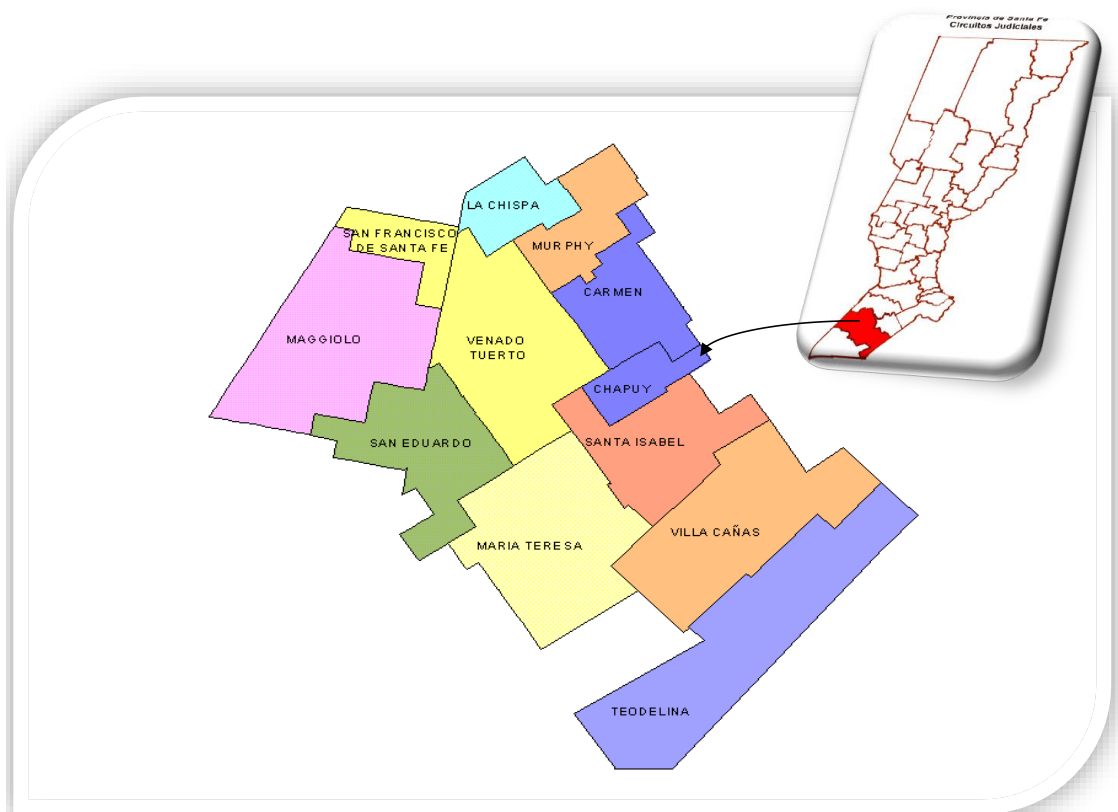 Provincia de Santa Fe
Circuitos Judiciales
LA CHISPA
SAN FRANCISCO
DE SANTA FE
MURPHY
CARMEN
MAGGIOLO
VENADO
TUERTO
CHAPUY
SAN EDUARDO
SANTA ISABEL
MARIA TERESA
VILLA CAÑAS
TEODELINA